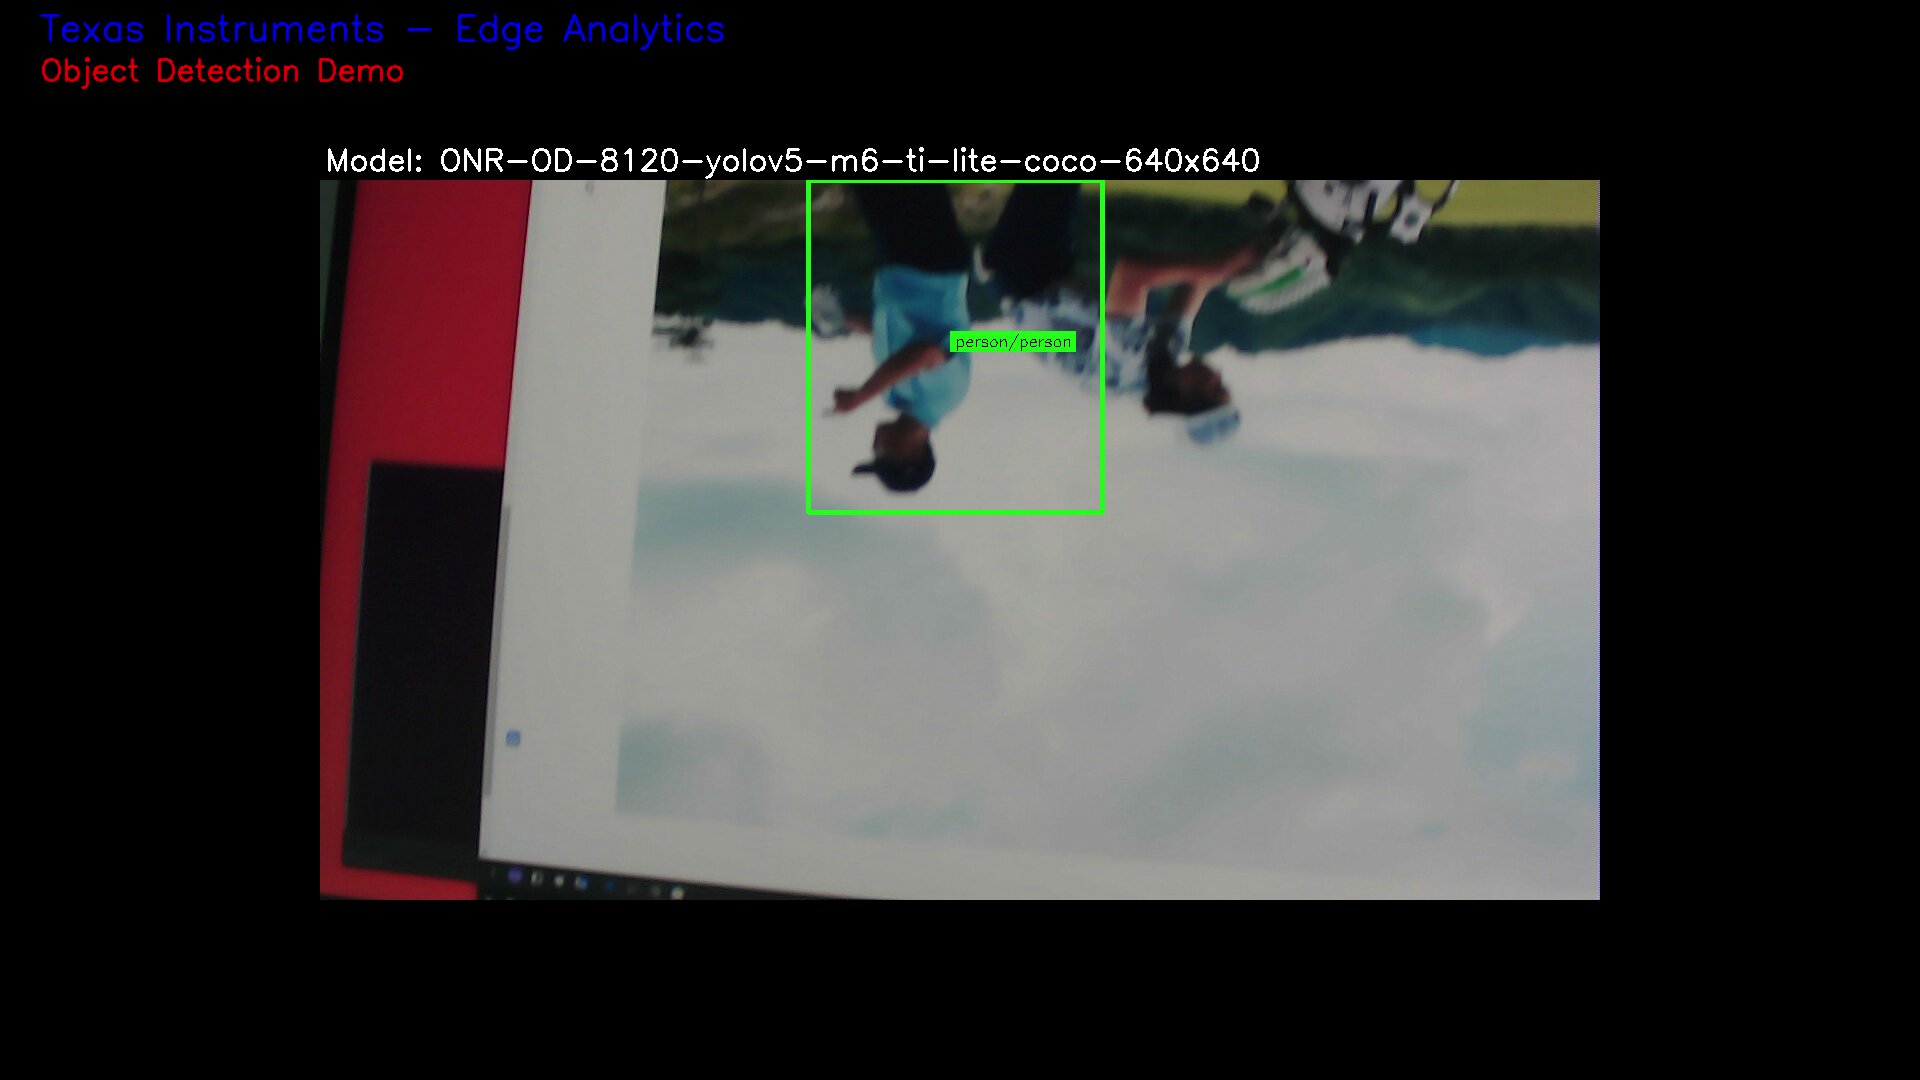 Texas Instruments - Edge Analytics
Object Detection Demo
Model: ONR-OD-8120-yolov5-m6-ti-lite-coco-640x640
person/person